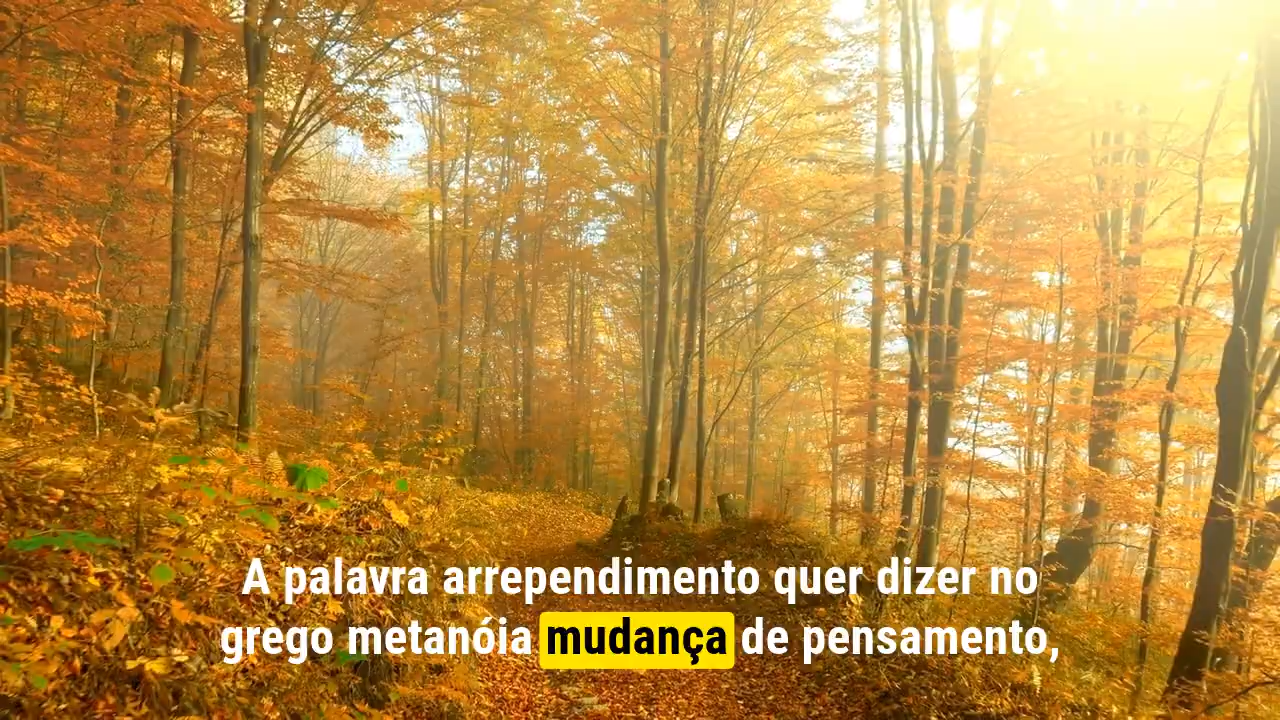 A palavra arrependimento quer dizer no
grego metanóia mudança de pensamento,